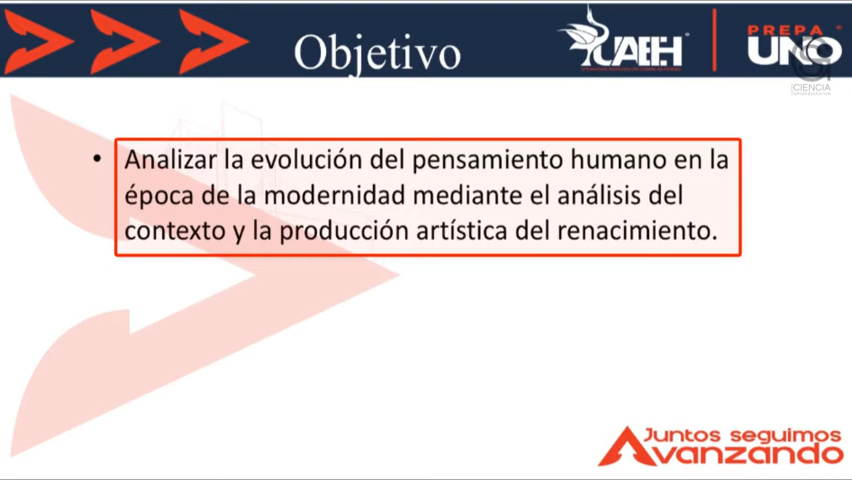 Objetivo
UAEH
PREPA
UNO
CIENCIA
• Analizar la evolución del pensamiento humano en la
época de la modernidad mediante el análisis del
contexto y la producción artística del renacimiento.
Juntos seguimos
Avanzando